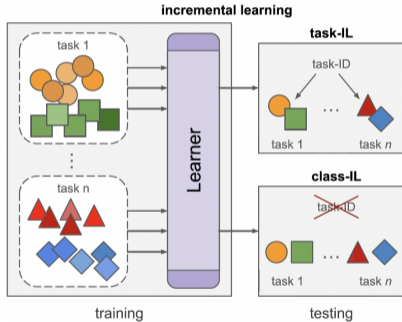 incremental learning
task 1
⋮
task n
Learner
training
task-IL
task-ID
...
task 1
task n
class-IL
task-ID
...
task 1
task n
testing